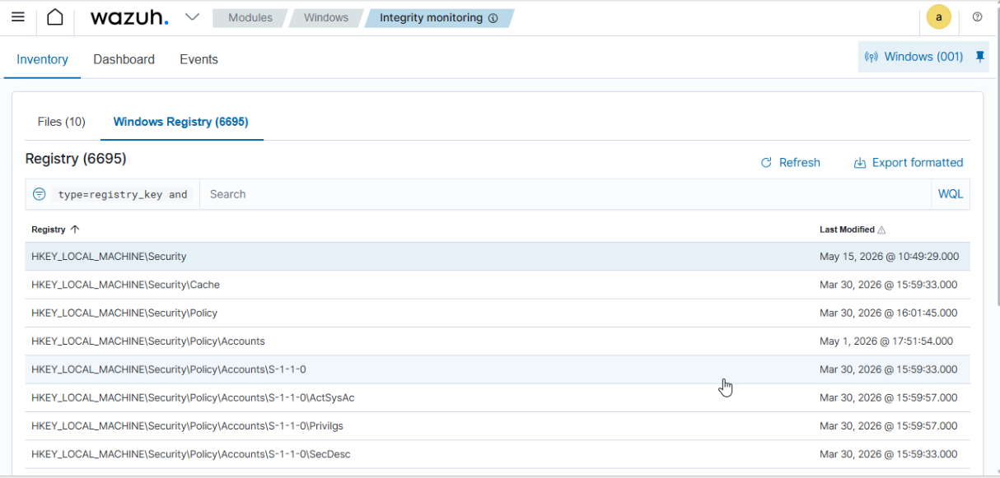 wazuh. Modules Windows Integrity monitoring a
Inventory Dashboard Events Windows (001)
Files (10) Windows Registry (6695)
Registry (6695) Refresh Export formatted
type=registry_key and Search WQL
Registry Last Modified
HKEY_LOCAL_MACHINE\Security May 15, 2026 @ 10:49:29.000
HKEY_LOCAL_MACHINE\Security\Cache Mar 30, 2026 @ 15:59:33.000
HKEY_LOCAL_MACHINE\Security\Policy Mar 30, 2026 @ 16:01:45.000
HKEY_LOCAL_MACHINE\Security\Policy\Accounts May 1, 2026 @ 17:51:54.000
HKEY_LOCAL_MACHINE\Security\Policy\Accounts\S-1-1-0 Mar 30, 2026 @ 15:59:33.000
HKEY_LOCAL_MACHINE\Security\Policy\Accounts\S-1-1-0\ActSysAc Mar 30, 2026 @ 15:59:57.000
HKEY_LOCAL_MACHINE\Security\Policy\Accounts\S-1-1-0\Privilgs Mar 30, 2026 @ 15:59:57.000
HKEY_LOCAL_MACHINE\Security\Policy\Accounts\S-1-1-0\SecDesc Mar 30, 2026 @ 15:59:33.000